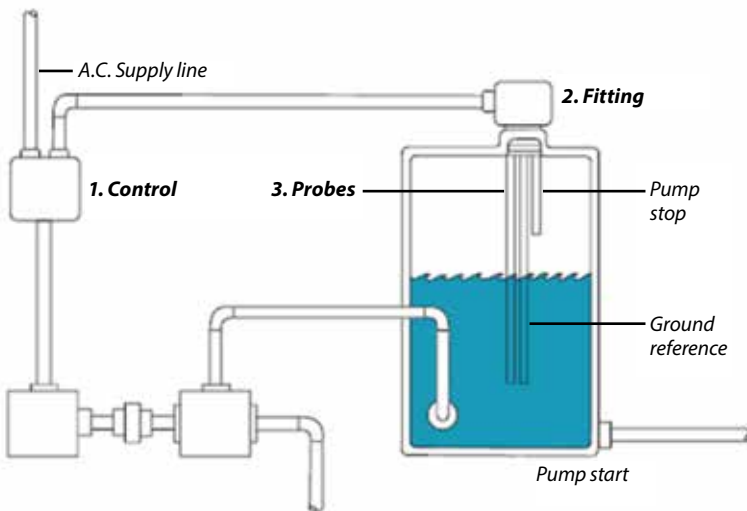 A.C. Supply line
2. Fitting
1. Control
3. Probes
Pump
stop
Ground
reference
Pump start